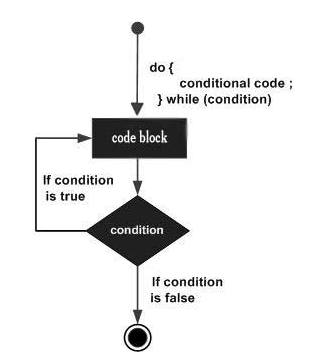 do {
conditional code ;
} while (condition)
code block
If condition
is true
condition
If condition
is false